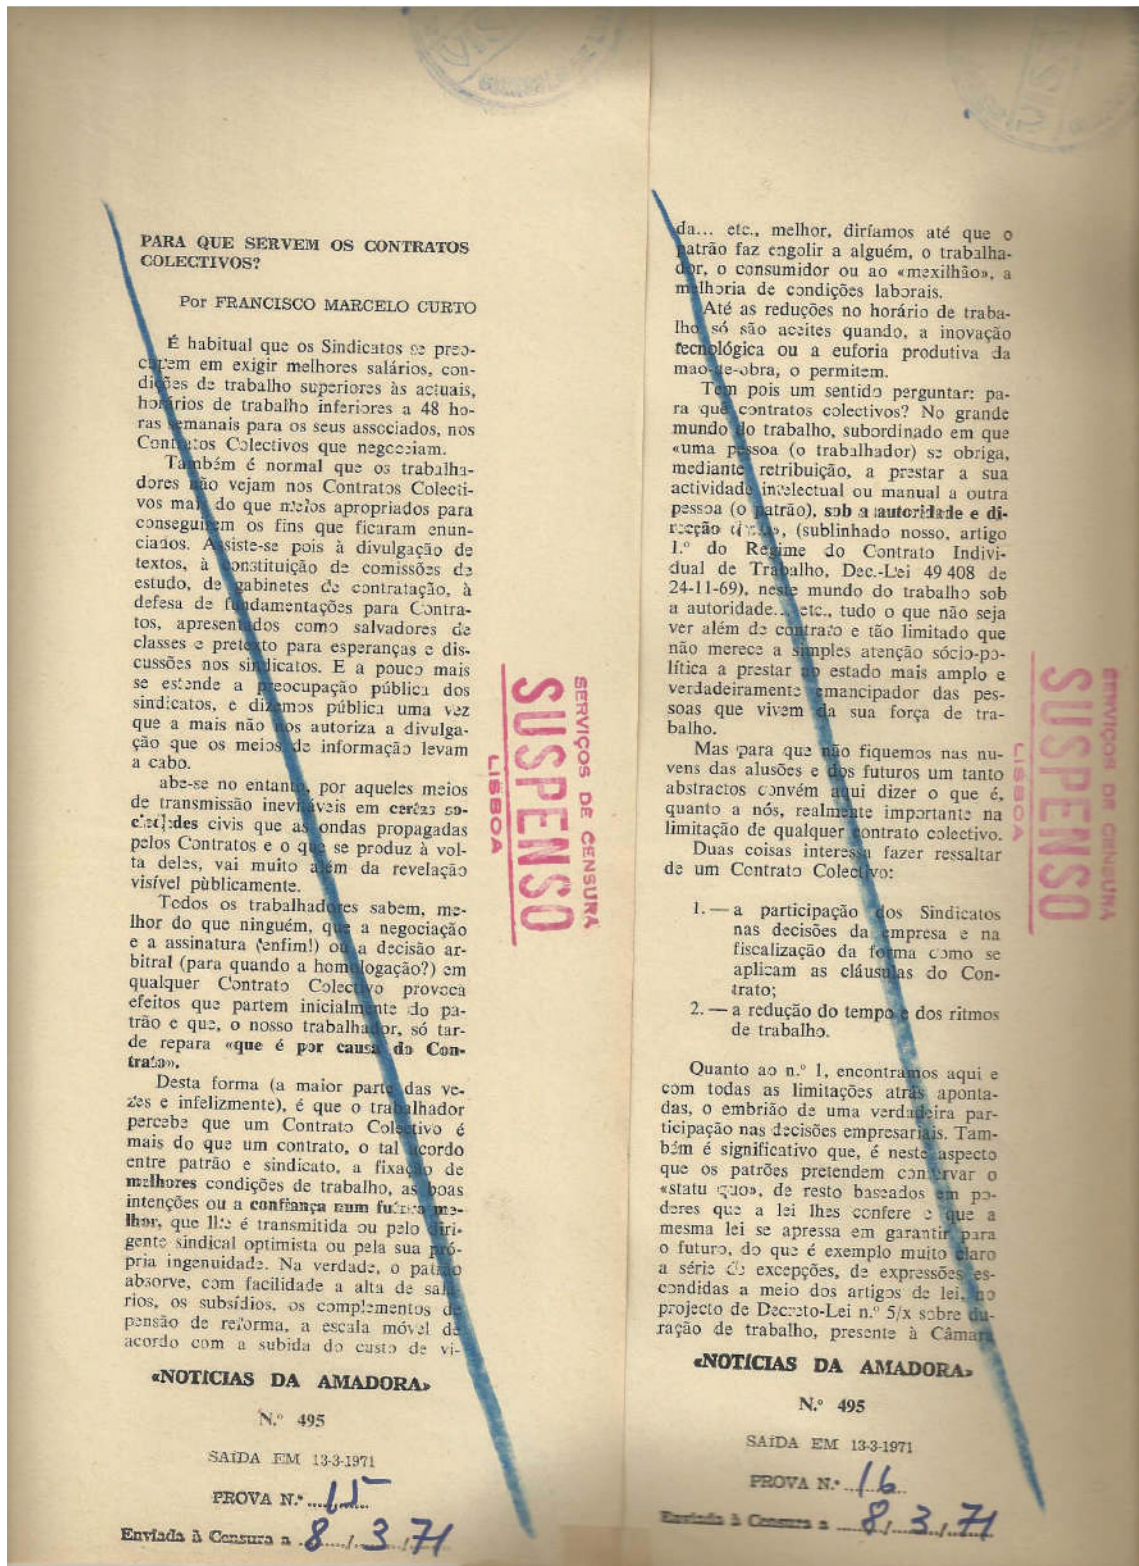 PARA QUE SERVEM OS CONTRATOS
COLECTIVOS?
Por FRANCISCO MARCELO CURTO
É habitual que os Sindicatos se preo-
cupem em exigir melhores salários, con-
dições de trabalho superiores às actuais,
horários de trabalho inferiores a 48 ho-
ras semanais para os seus associados, nos
Contratos Colectivos que negoceiam.
Também é normal que os trabalha-
dores não vejam nos Contratos Colecti-
vos mais do que meios apropriados para
conseguirem os fins que ficaram enun-
ciados. Assiste-se pois à divulgação de
textos, à constituição de comissões de
estudo, de gabinetes de contratação, à
defesa de fundamentações para Contra-
tos, apresentados como salvadores de
classes e pretexto para esperanças e dis-
cussões nos sindicatos. E a pouco mais
se estende a preocupação pública dos
sindicatos, e dizemos pública uma vez
que a mais não nos autoriza a divulga-
ção que os meios de informação levam
a cabo.
abe-se no entanto, por aqueles meios
de transmissão inevitáveis em certas so-
ciedades civis que as ondas propagadas
pelos Contratos e o que se produz à vol-
ta deles, vai muito além da revelação
visível pùblicamente.
Todos os trabalhadores sabem, me-
lhor do que ninguém, que a negociação
e a assinatura (enfim!) ou a decisão ar-
bitral (para quando a homologação?) em
qualquer Contrato Colectivo provoca
efeitos que partem inicialmente do pa-
trão e que, o nosso trabalhador, só tar-
de repara «que é por causa do Con-
trato».
Desta forma (a maior parte das ve-
zes e infelizmente), é que o trabalhador
percebe que um Contrato Colectivo é
mais do que um contrato, o tal acordo
entre patrão e sindicato, a fixação de
melhores condições de trabalho, as boas
intenções ou a confiança num futuro me-
lhor, que lhe é transmitida ou pelo diri-
gente sindical optimista ou pela sua pró-
pria ingenuidade. Na verdade, o patrão
absorve, com facilidade a alta de salá-
rios, os subsídios, os complementos de
pensão de reforma, a escala móvel de
acordo com a subida do custo de vi-
«NOTÍCIAS DA AMADORA»
N.º 495
SAÍDA EM 13-3-1971
PROVA N.º 15
Enviada à Censura a 8/3/71
SERVIÇOS DE CENSURA
SUSPENSO
LISBOA
da... etc., melhor, diríamos até que o
patrão faz engolir a alguém, o trabalha-
dor, o consumidor ou ao «mexilhão», a
melhoria de condições laborais.
Até as reduções no horário de traba-
lho só são aceites quando, a inovação
tecnológica ou a euforia produtiva da
mao-de-obra, o permitem.
Tem pois um sentido perguntar: pa-
ra que contratos colectivos? No grande
mundo do trabalho, subordinado em que
«uma pessoa (o trabalhador) se obriga,
mediante retribuição, a prestar a sua
actividade intelectual ou manual a outra
pessoa (o patrão), sob a autoridade e di-
recção desta», (sublinhado nosso, artigo
1.º do Regime do Contrato Indivi-
dual de Trabalho, Dec.-Lei 49 408 de
24-11-69), neste mundo do trabalho sob
a autoridade... etc., tudo o que não seja
ver além do contrato e tão limitado que
não merece a simples atenção sócio-po-
lítica a prestar ao estado mais amplo e
verdadeiramente emancipador das pes-
soas que vivem da sua força de tra-
balho.
Mas para que não fiquemos nas nu-
vens das alusões e dos futuros um tanto
abstractos convém aqui dizer o que é,
quanto a nós, realmente importante na
limitação de qualquer contrato colectivo.
Duas coisas interessa fazer ressaltar
de um Contrato Colectivo:
1. — a participação dos Sindicatos
nas decisões da empresa e na
fiscalização da forma como se
aplicam as cláusulas do Con-
trato;
2. — a redução do tempo e dos ritmos
de trabalho.
Quanto ao n.º 1, encontramos aqui e
com todas as limitações atrás aponta-
das, o embrião de uma verdadeira par-
ticipação nas decisões empresariais. Tam-
bém é significativo que, é neste aspecto
que os patrões pretendem conservar o
«statu quo», de resto baseados em po-
deres que a lei lhes confere e que a
mesma lei se apressa em garantir para
o futuro, do que é exemplo muito claro
a série de excepções, de expressões es-
condidas a meio dos artigos de lei, no
projecto de Decreto-Lei n.º 5/x sobre du-
ração de trabalho, presente à Câmara
«NOTÍCIAS DA AMADORA»
N.º 495
SAÍDA EM 13-3-1971
PROVA N.º 16
Enviada à Censura a 8/3/71
SERVIÇOS DE CENSURA
SUSPENSO
LISBOA